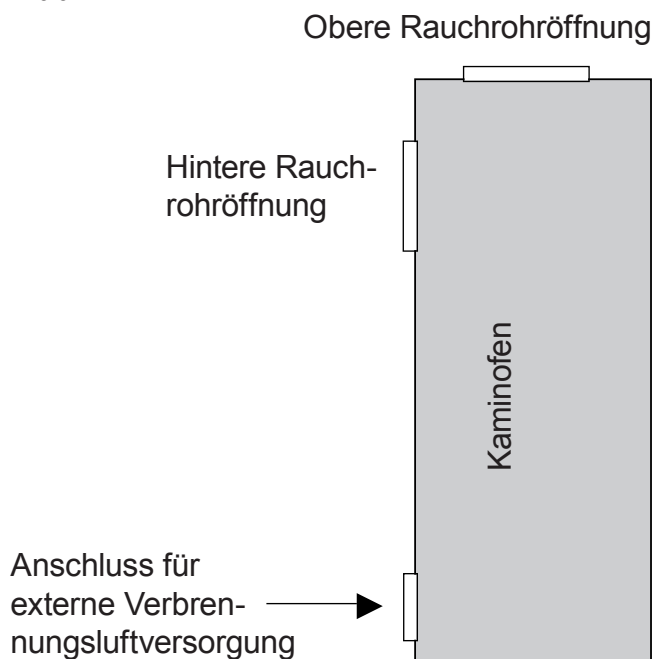 Obere Rauchrohröffnung
Hintere Rauch-
rohröffnung
Kaminofen
Anschluss für
externe Verbren-
nungsluftversorgung